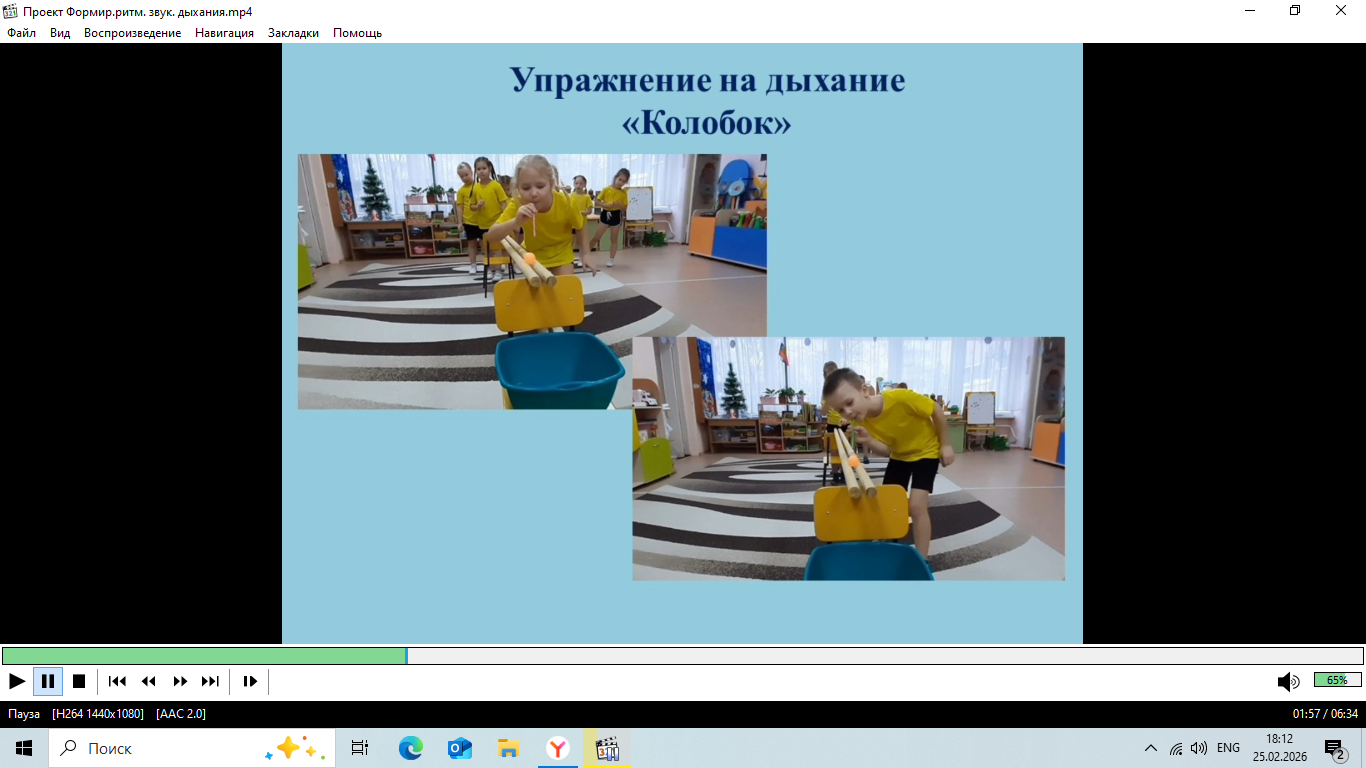 Проект Формир.ритм. звук. дыхания.mp4
Файл Вид Воспроизведение Навигация Закладки Помощь
Упражнение на дыхание
«Колобок»
65%
Пауза [H264 1440x1080] [AAC 2.0] 01:57 / 06:34
Поиск
ENG
18:12
25.02.2026
2